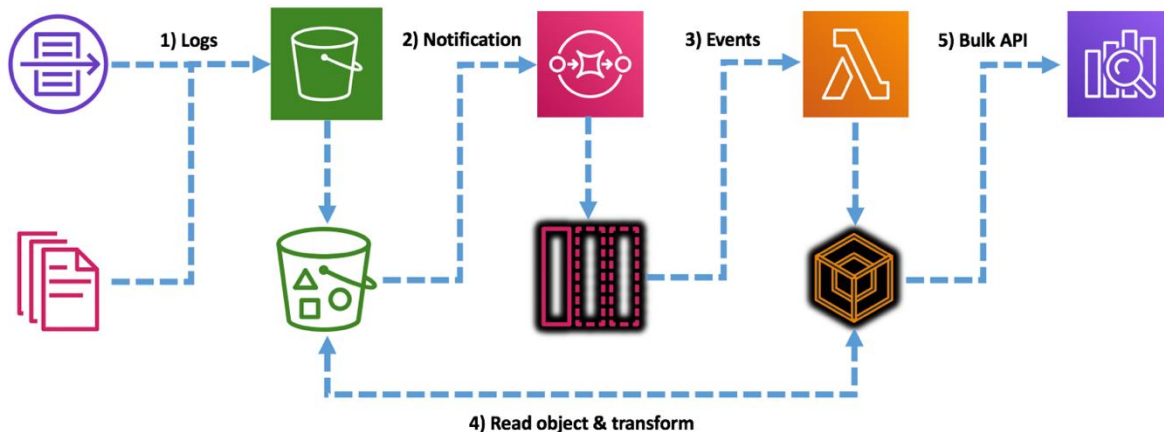 1) Logs
2) Notification
3) Events
5) Bulk API
4) Read object & transform